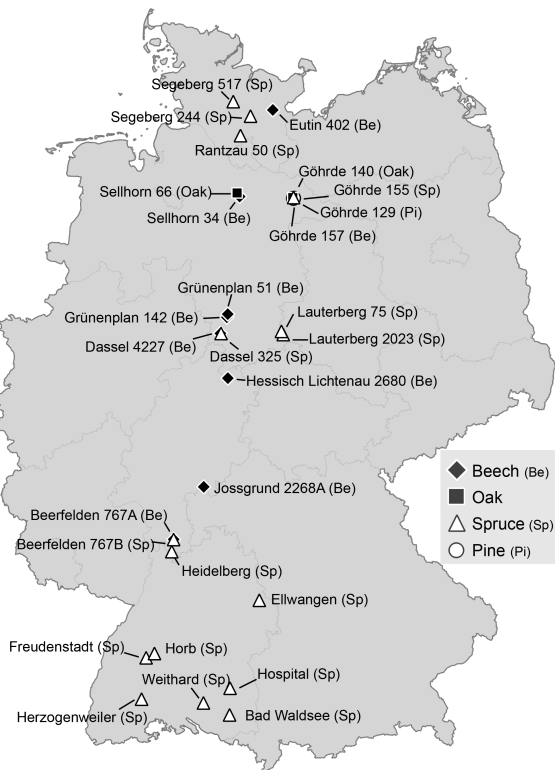 Segeberg 517 (Sp)
Segeberg 244 (Sp)
Eutin 402 (Be)
Rantzau 50 (Sp)
Göhrde 140 (Oak)
Sellhorn 66 (Oak)
Göhrde 155 (Sp)
Göhrde 129 (Pi)
Sellhorn 34 (Be)
Göhrde 157 (Be)
Grünenplan 51 (Be)
Lauterberg 75 (Sp)
Grünenplan 142 (Be)
Lauterberg 2023 (Sp)
Dassel 4227 (Be)
Dassel 325 (Sp)
Hessisch Lichtenau 2680 (Be)
Beech (Be)
Oak
Spruce (Sp)
Pine (Pi)
Jossgrund 2268A (Be)
Beerfelden 767A (Be)
Beerfelden 767B (Sp)
Heidelberg (Sp)
Ellwangen (Sp)
Freudenstadt (Sp)
Horb (Sp)
Weithard (Sp)
Hospital (Sp)
Herzogenweiler (Sp)
Bad Waldsee (Sp)